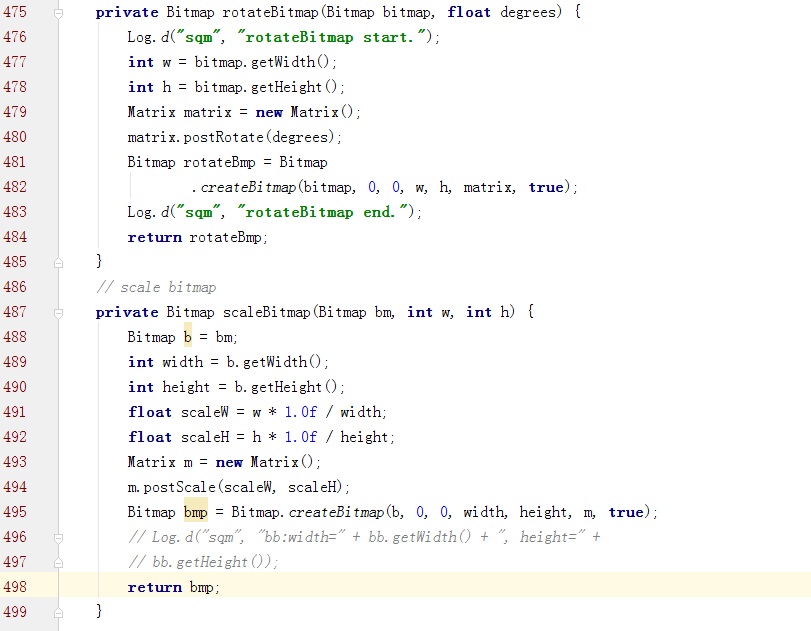 475 private Bitmap rotateBitmap(Bitmap bitmap, float degrees) {
476 Log.d("sqm", "rotateBitmap start.");
477 int w = bitmap.getWidth();
478 int h = bitmap.getHeight();
479 Matrix matrix = new Matrix();
480 matrix.postRotate(degrees);
481 Bitmap rotateBmp = Bitmap
482 .createBitmap(bitmap, 0, 0, w, h, matrix, true);
483 Log.d("sqm", "rotateBitmap end.");
484 return rotateBmp;
485 }
486 // scale bitmap
487 private Bitmap scaleBitmap(Bitmap bm, int w, int h) {
488 Bitmap b = bm;
489 int width = b.getWidth();
490 int height = b.getHeight();
491 float scaleW = w * 1.0f / width;
492 float scaleH = h * 1.0f / height;
493 Matrix m = new Matrix();
494 m.postScale(scaleW, scaleH);
495 Bitmap bmp = Bitmap.createBitmap(b, 0, 0, width, height, m, true);
496 // Log.d("sqm", "bb:width=" + bb.getWidth() + ", height=" +
497 // bb.getHeight());
498 return bmp;
499 }